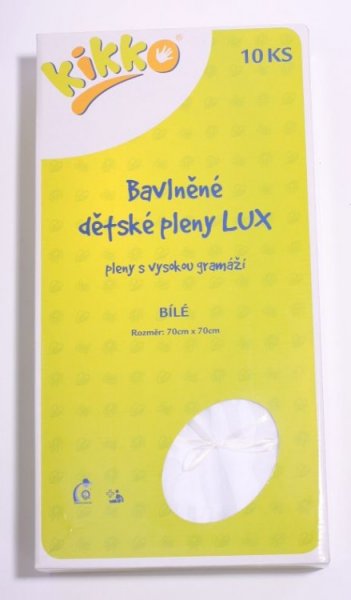 kikko®
10 KS
Bavlněné
dětské pleny LUX
pleny s vysokou gramáží
BÍLÉ
Rozměr: 70cm x 70cm